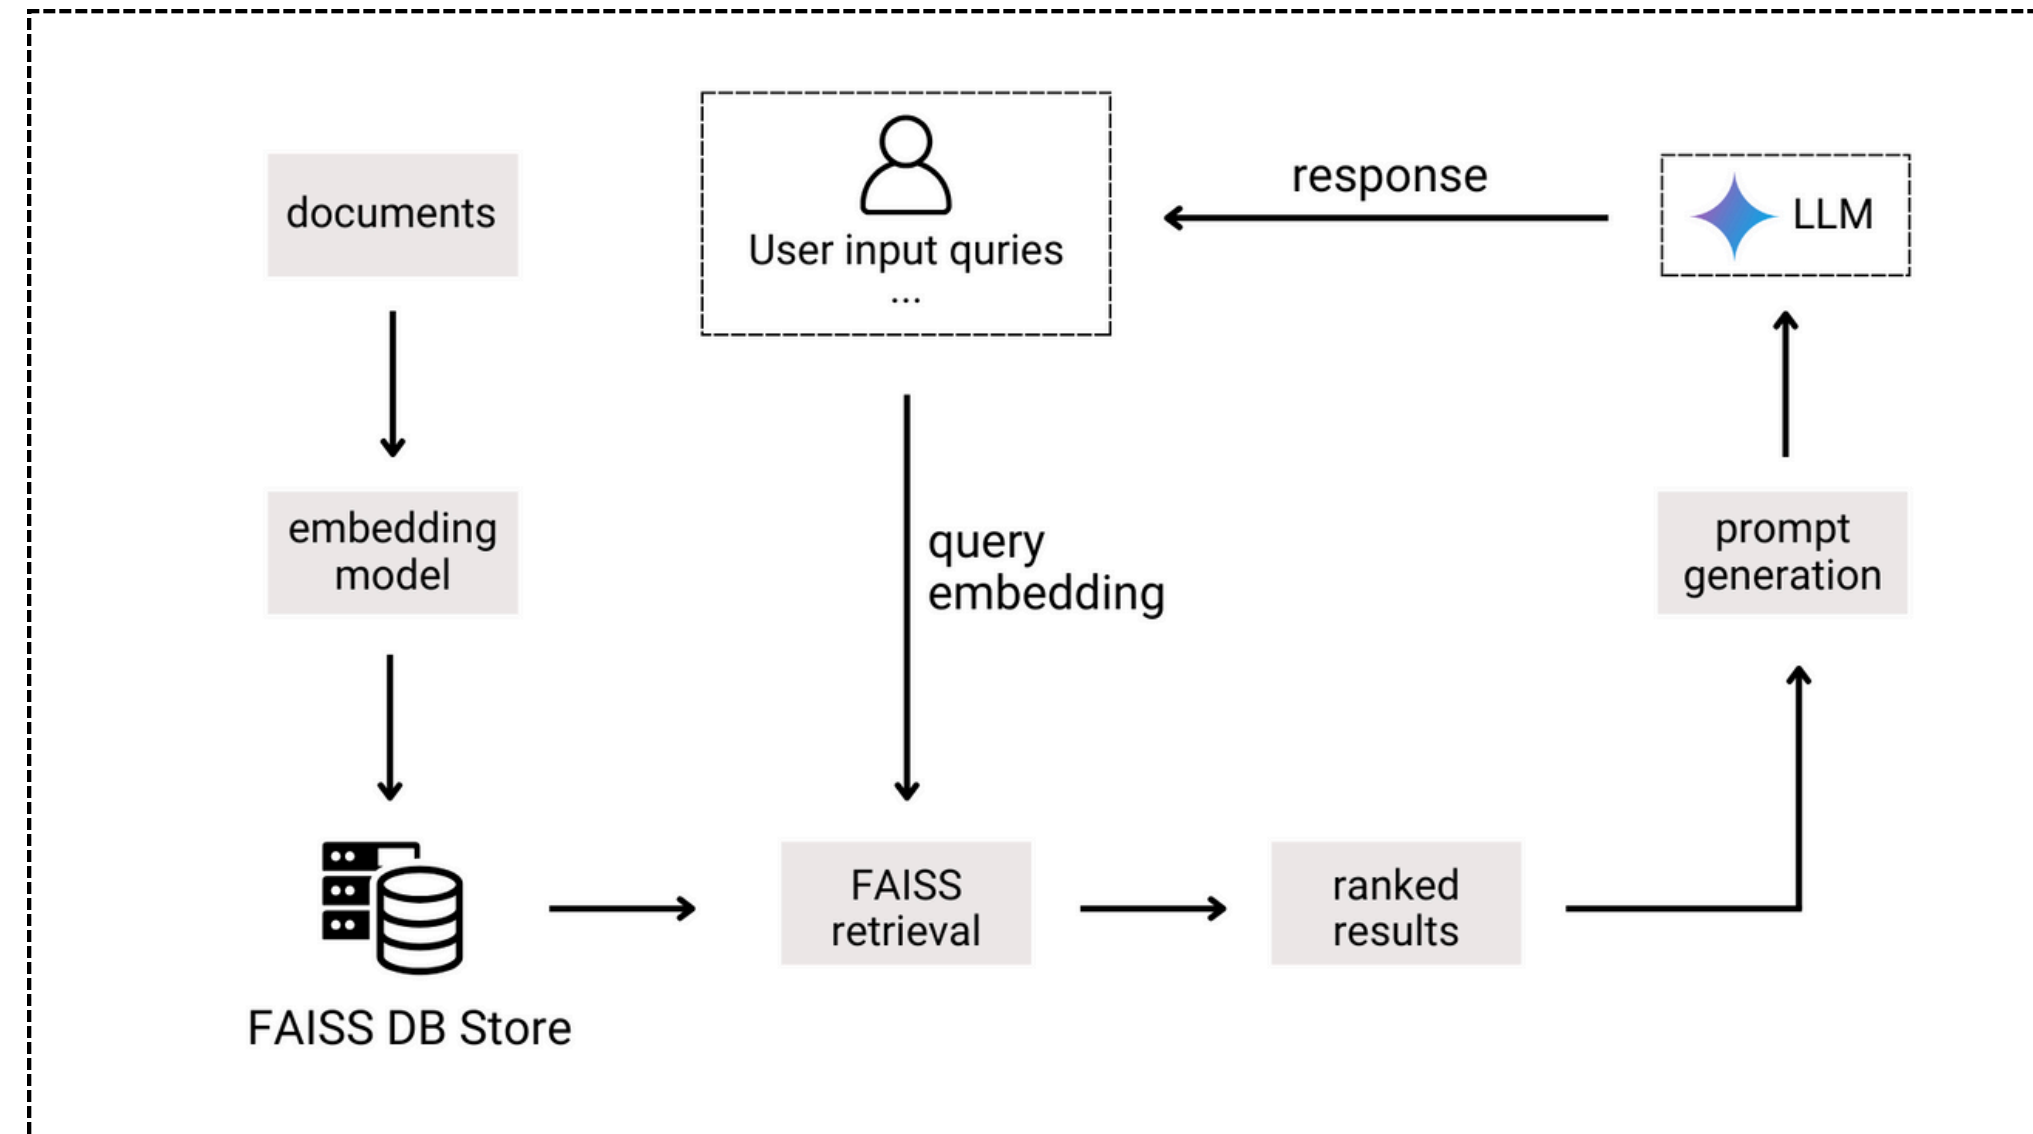 documents
User input quries
...
response
LLM
embedding
model
query
embedding
prompt
generation
FAISS DB Store
FAISS
retrieval
ranked
results